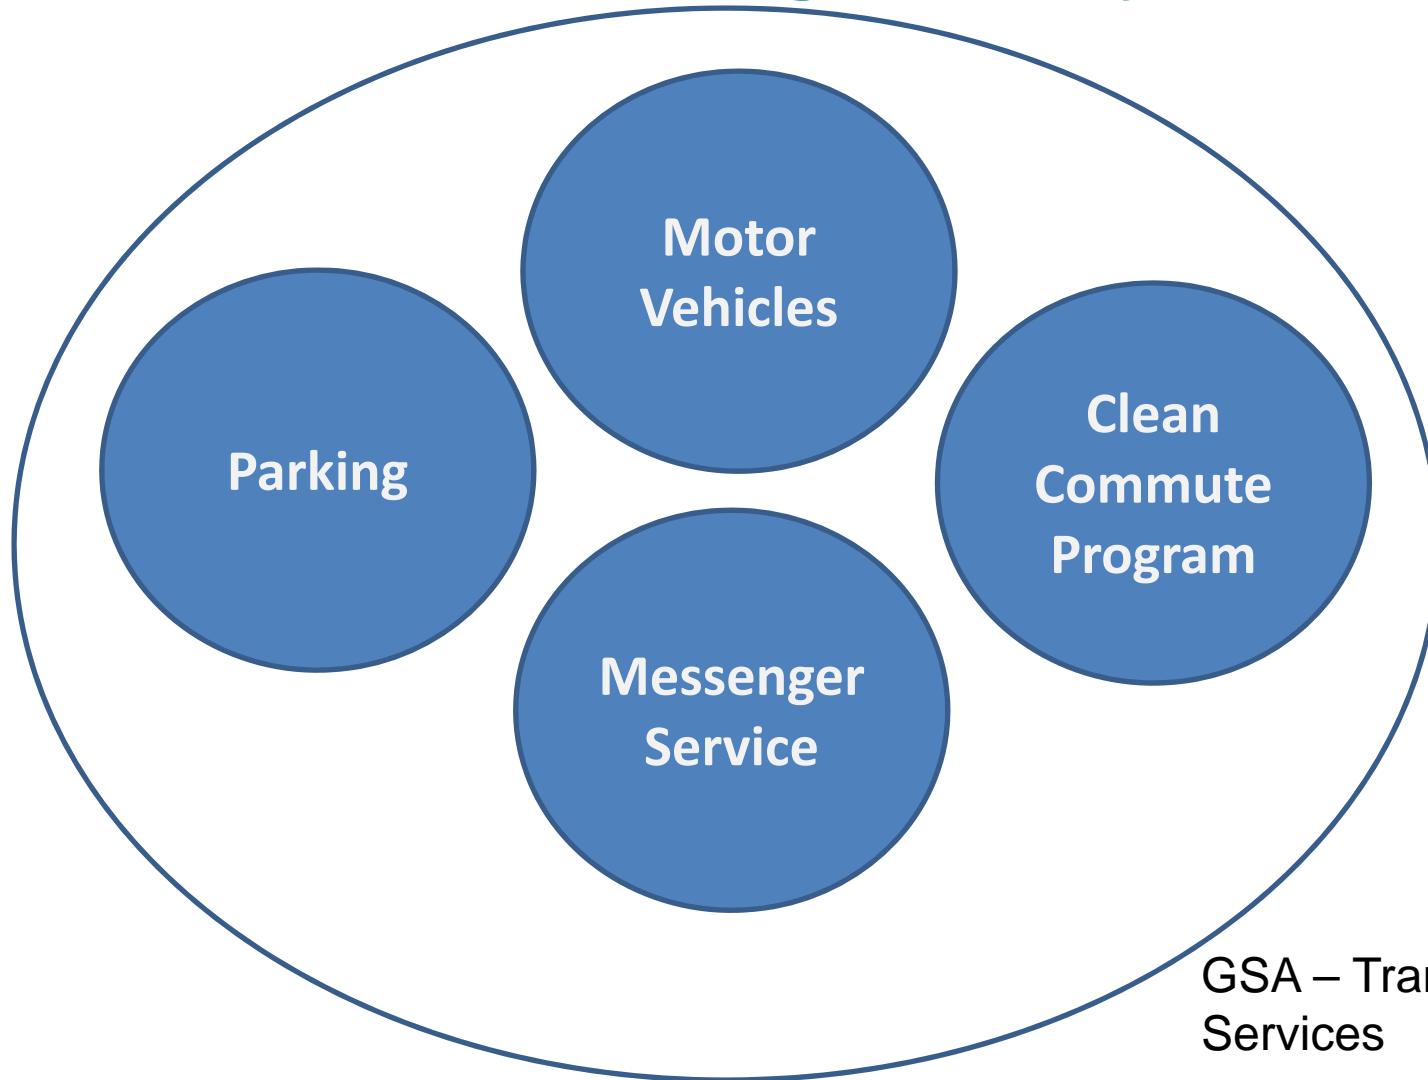 Motor
Vehicles
Parking
Clean
Commute
Program
Messenger
Service
GSA –
Services